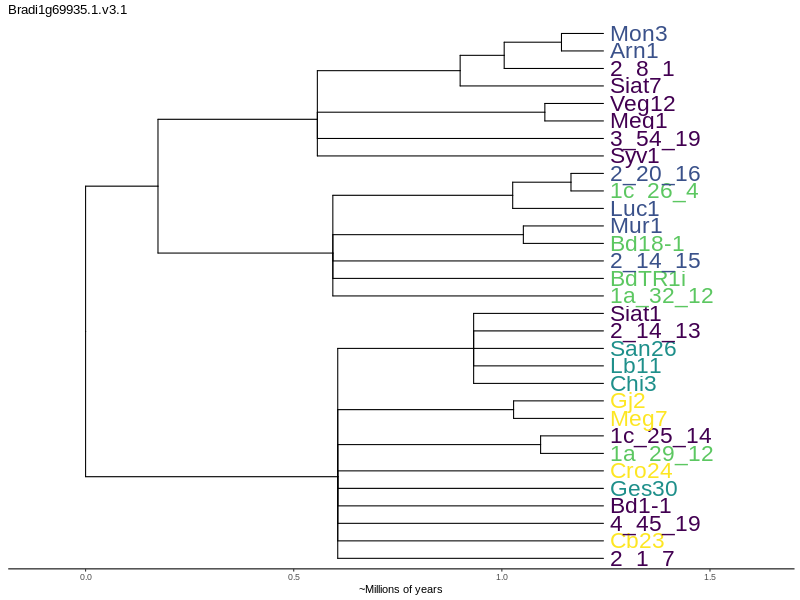 Bradi1g69935.1.v3.1
Mon3
Arn1
2_8_1
Siat7
Veg12
Meg1
3_54_19
Syv1
2_20_16
1c_26_4
Luc1
Mur1
Bd18-1
2_14_15
BdTR1i
1a_32_12
Siat1
2_14_13
San26
Lb11
Chi3
Gj2
Meg7
1c_25_14
1a_29_12
Cro24
Ges30
Bd1-1
4_45_19
Cb23
2_1_7
0.0 0.5 1.0 1.5
~Millions of years